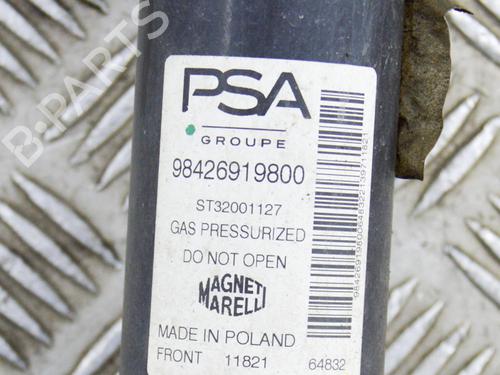 PSA
GROUPE
98426919800
ST32001127
GAS PRESSURIZED
DO NOT OPEN
MAGNETI
MARELLI
MADE IN POLAND
FRONT 11821 64832
B-PARTS